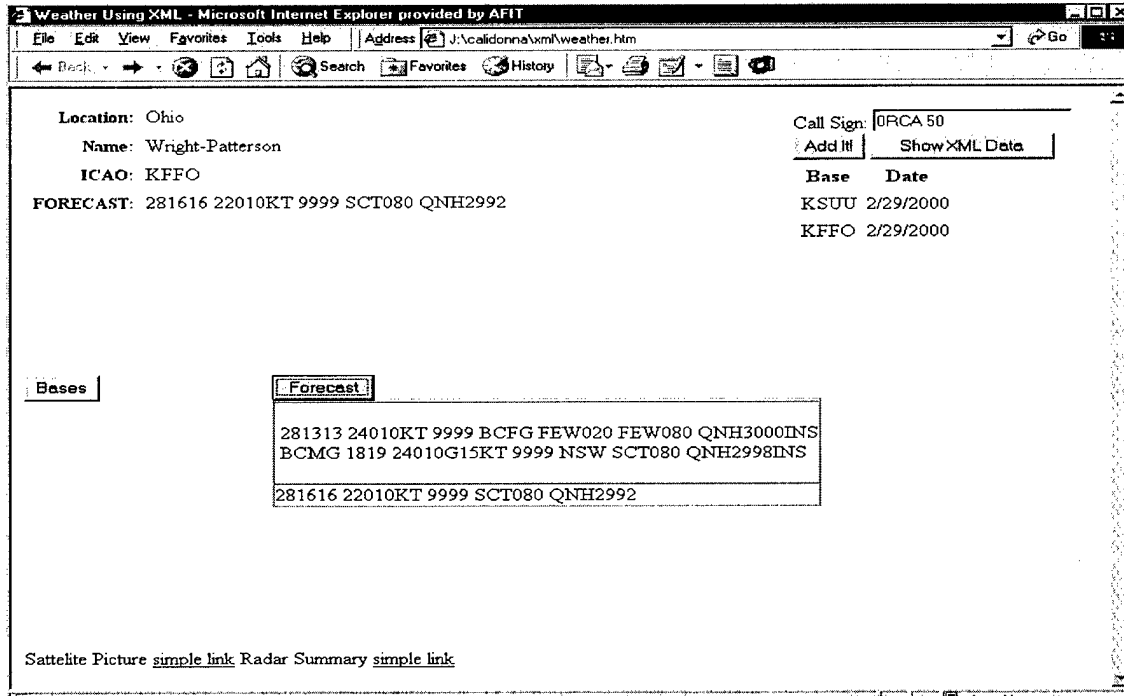 Weather Using XML - Microsoft Internet Explorer provided by AFIT
File Edit View Favorites Tools Help Address J:\calidonna\xml\weather.htm Go
Back Search Favorites History
Location: Ohio
Name: Wright-Patterson
ICAO: KFFO
FORECAST: 281616 22010KT 9999 SCT080 QNH2992
Call Sign: 0RCA 50
Add It! Show XML Data
Base Date
KSUU 2/29/2000
KFFO 2/29/2000
Bases Forecast
281313 24010KT 9999 BCFG FEW020 FEW080 QNH3000INS
BCMG 1819 24010G15KT 9999 NSW SCT080 QNH2998INS
281616 22010KT 9999 SCT080 QNH2992
Sattelite Picture simple link Radar Summary simple link